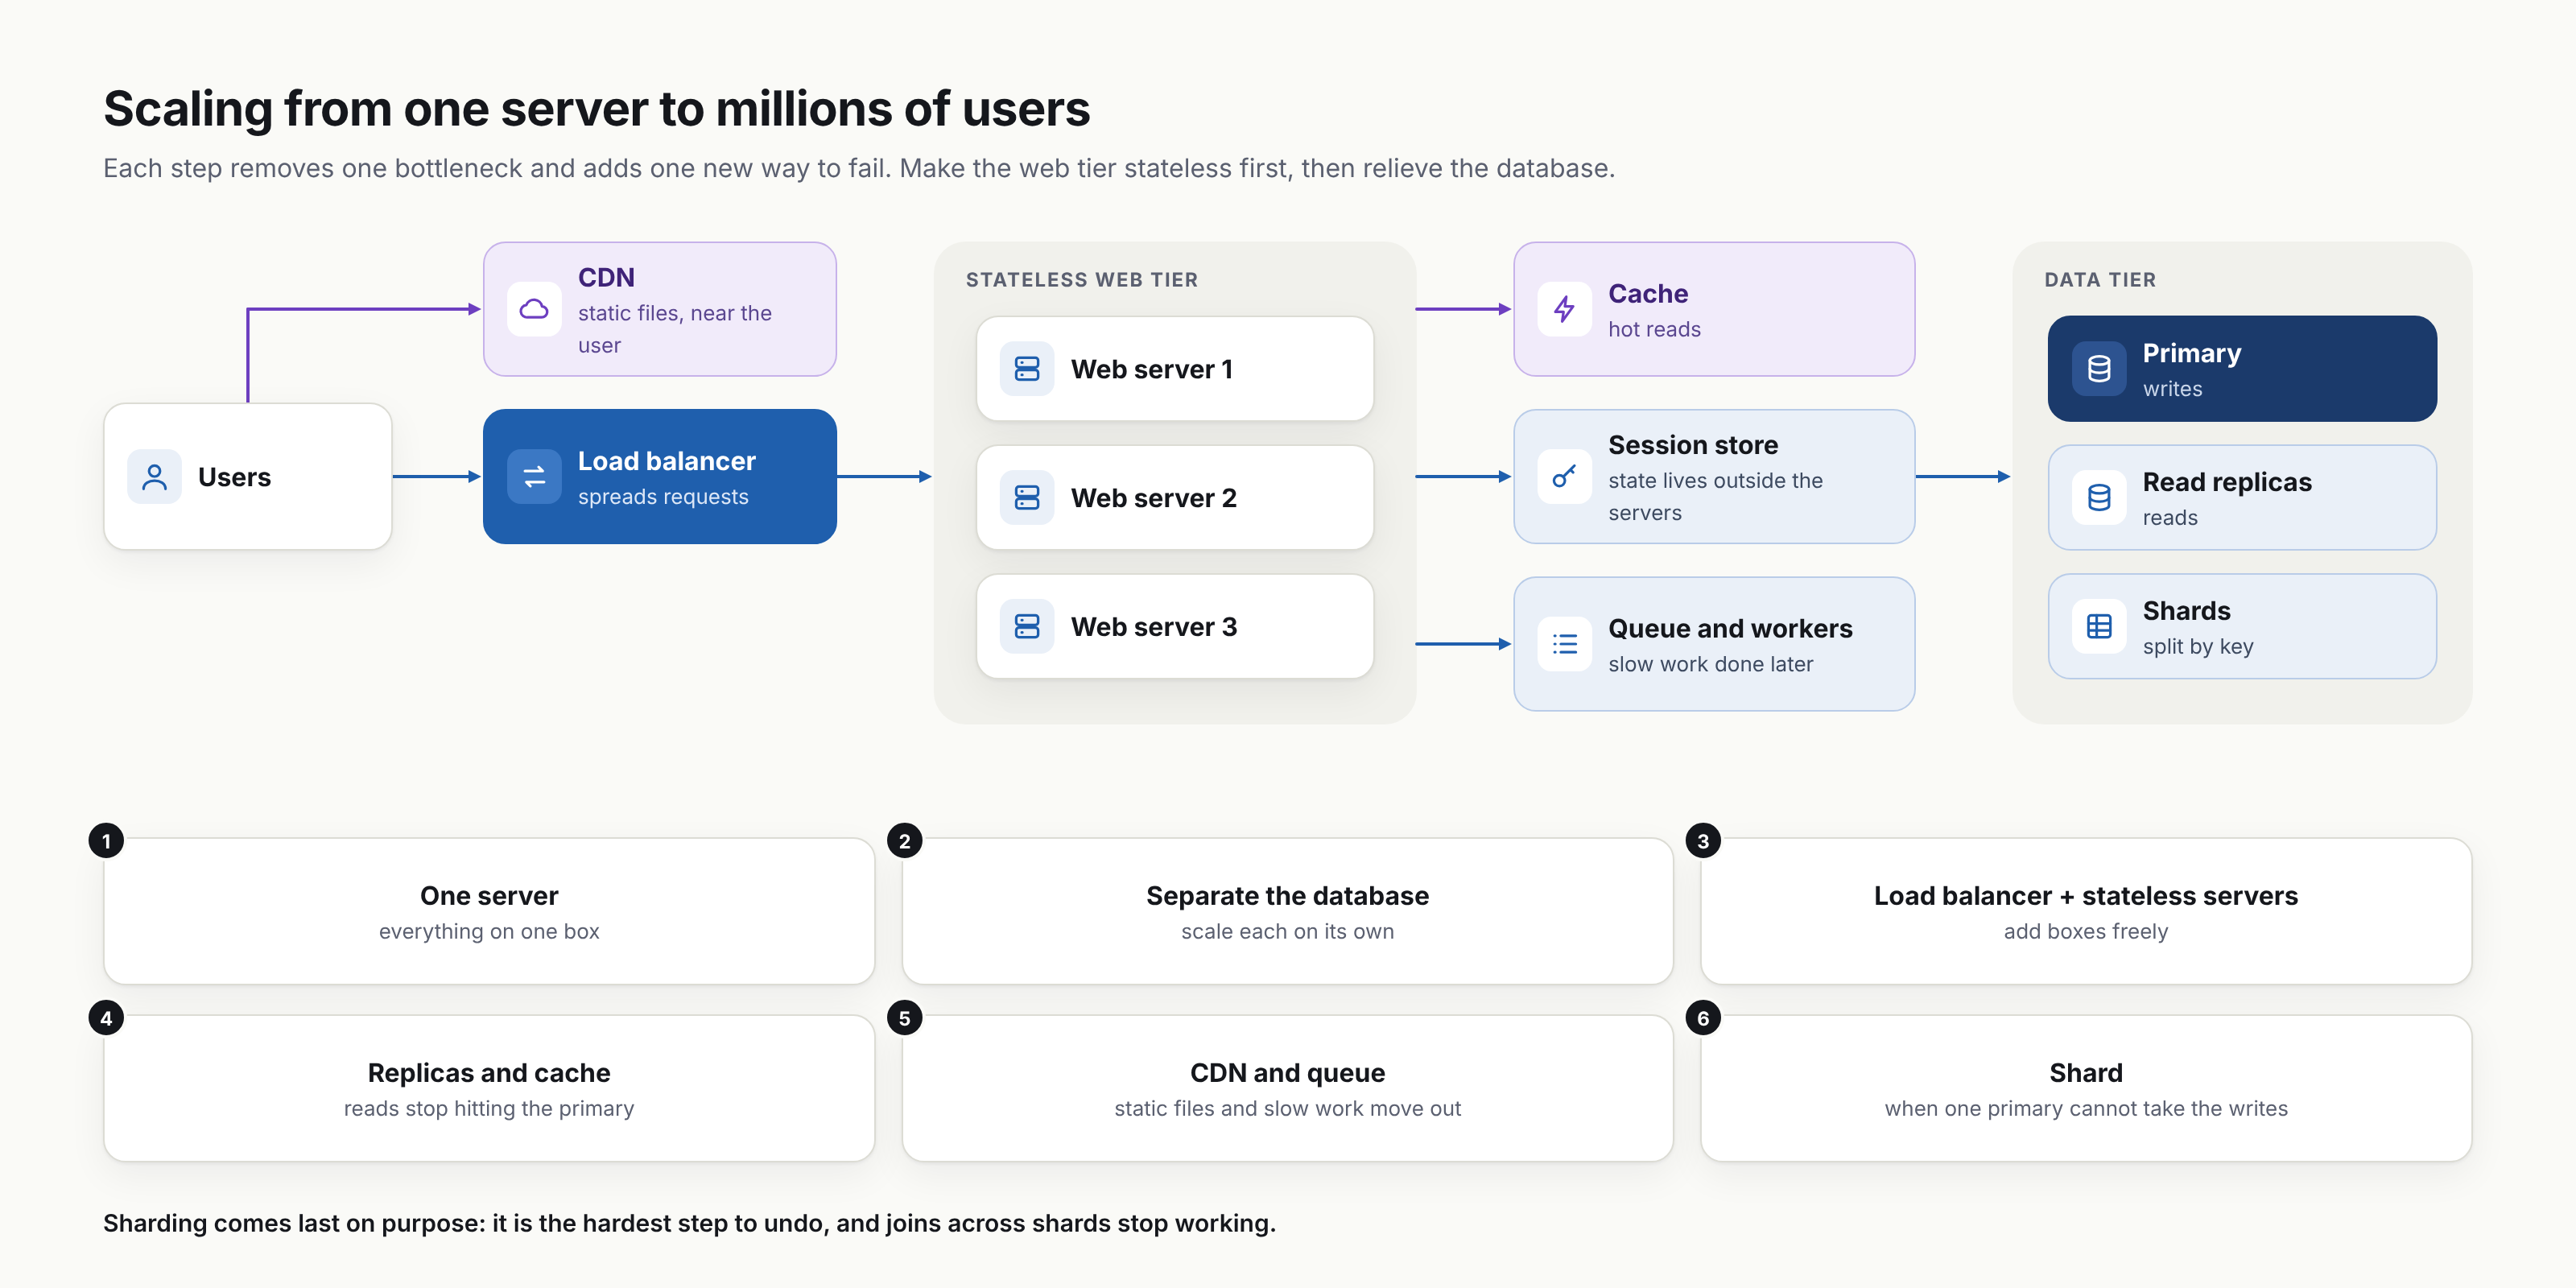 Scaling from one server to millions of users
Each step removes one bottleneck and adds one new way to fail. Make the web tier stateless first, then relieve the database.
Users
CDN
static files, near the
user
Load balancer
spreads requests
STATELESS WEB TIER
Web server 1
Web server 2
Web server 3
Cache
hot reads
Session store
state lives outside the
servers
Queue and workers
slow work done later
DATA TIER
Primary
writes
Read replicas
reads
Shards
split by key
1
One server
everything on one box
2
Separate the database
scale each on its own
3
Load balancer + stateless servers
add boxes freely
4
Replicas and cache
reads stop hitting the primary
5
CDN and queue
static files and slow work move out
6
Shard
when one primary cannot take the writes
Sharding comes last on purpose: it is the hardest step to undo, and joins across shards stop working.